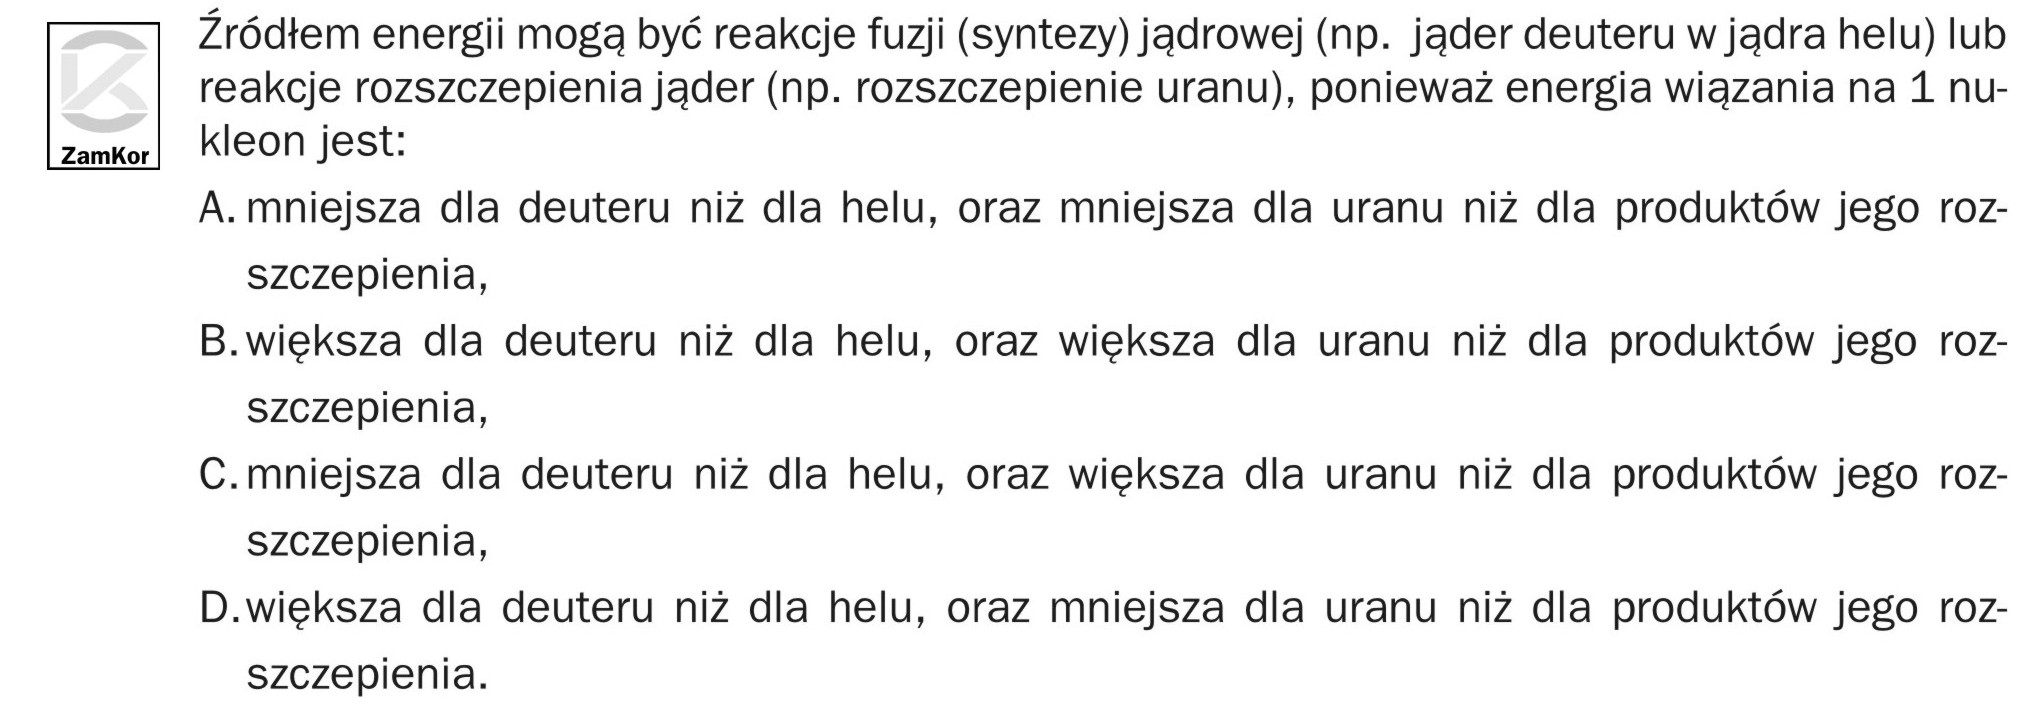 Źródłem energii mogą być reakcje fuzji (syntezy) jądrowej (np. jąder deuteru w jądra helu) lub
reakcje rozszczepienia jąder (np. rozszczepienie uranu), ponieważ energia wiązania na 1 nu-
kleon jest:
ZamKor
A. mniejsza dla deuteru niż dla helu, oraz mniejsza dla uranu niż dla produktów jego roz-
szczepienia,
B. większa dla deuteru niż dla helu, oraz większa dla uranu niż dla produktów jego roz-
szczepienia,
C. mniejsza dla deuteru niż dla helu, oraz większa dla uranu niż dla produktów jego roz-
szczepienia,
D. większa dla deuteru niż dla helu, oraz mniejsza dla uranu niż dla produktów jego roz-
szczepienia.